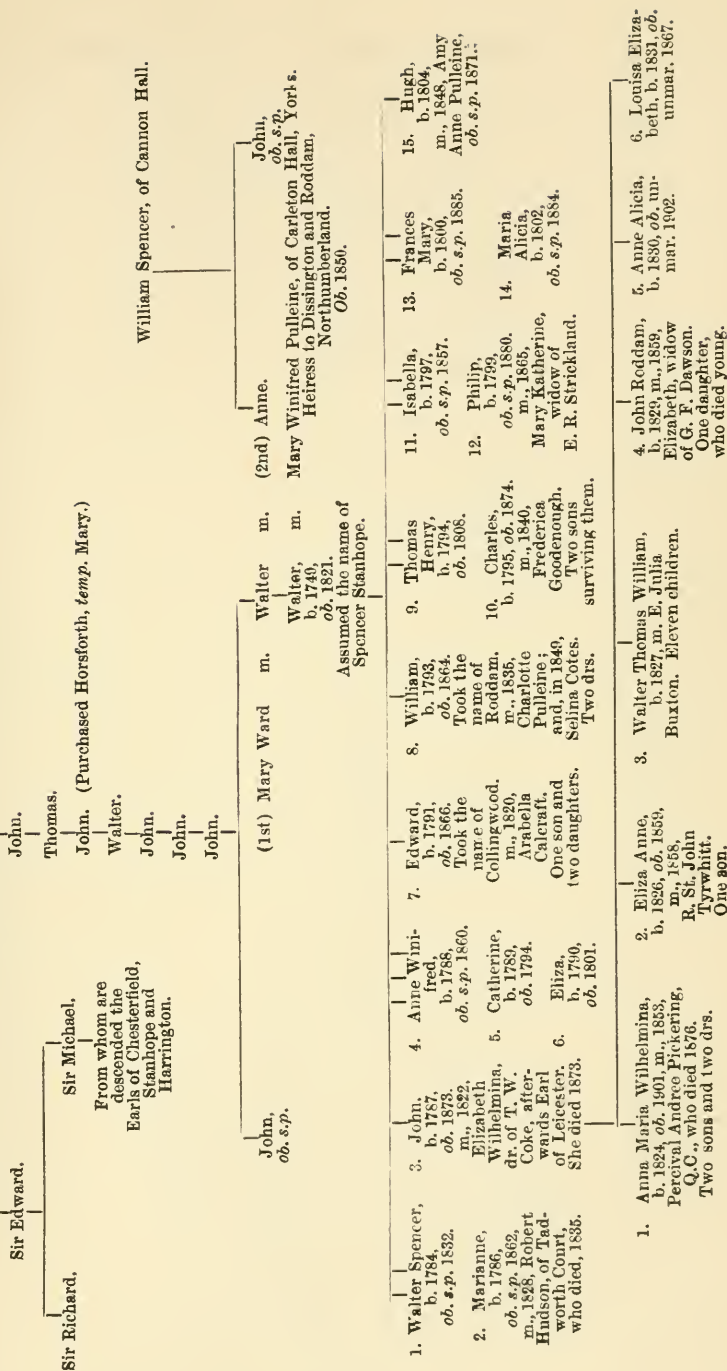 Sir Edward.
Sir Richard.
Sir Michael.
From whom are
descended the
Earls of Chesterfield,
Stanhope and
Harrington.
John.
Thomas.
John. (Purchased Horsforth, temp. Mary.)
Walter.
John.
John.
John.
William Spencer, of Cannon Hall.
John,
ob. s.p.
(1st) Mary Ward m. Walter m. (2nd) Anne.
John,
ob. s.p.
Walter, m. Mary Winifred Pulleine, of Carleton Hall, Yorks.
b. 1749,
ob. 1821.
Assumed the name of
Spencer Stanhope.
Heiress to Dissington and Roddam,
Northumberland.
Ob. 1850.
1. Walter Spencer,
b. 1784,
ob. s.p. 1832.
2. Marianne,
b. 1786,
ob. s.p. 1862,
m., 1828, Robert
Hudson, of Tad-
worth Court,
who died, 1835.
3. John.
b. 1787,
ob. 1873.
m., 1822.
Elizabeth
Wilhelmina,
dr. of T. W.
Coke, after-
wards Earl
of Leicester.
She died 1873.
4. Anne Wini-
fred,
b. 1788,
ob. s.p. 1860.
5. Catherine,
b. 1789,
ob. 1794.
6. Eliza,
b. 1790,
ob. 1801.
7. Edward,
b. 1791,
ob. 1866.
Took the
name of
Collingwood.
m., 1820,
Arabella
Calcraft.
One son and
two daughters.
8. William,
b. 1793,
ob. 1864.
Took the
name of
Roddam.
m., 1835,
Charlotte
Pulleine;
and, in 1849,
Selina Cotes.
Two drs.
9. Thomas
Henry,
b. 1794,
ob. 1808.
10. Charles,
b. 1795, ob. 1874.
m., 1840,
Frederica
Goodenough.
Two sons
surviving them.
11. Isabella,
b. 1797,
ob. s.p. 1857.
12. Philip,
b. 1799,
ob. s.p. 1880.
m., 1865,
Mary Katherine,
widow of
E. R. Strickland.
13. Frances
Mary,
b. 1800,
ob. s.p. 1885.
14. Maria
Alicia,
b. 1802,
ob. s.p. 1884.
15. Hugh,
b. 1804,
m., 1848, Amy
Anne Pulleine,
ob. s.p. 1871.
1. Anna Maria Wilhelmina,
b. 1824, ob. 1901, m., 1853,
Percival Andree Pickering,
Q.C., who died 1876.
Two sons and two drs.
2. Eliza Anne,
b. 1826, ob. 1859,
m., 1858,
R. St. John
Tyrwhitt.
One son.
3. Walter Thomas William,
b. 1827, m. E. Julia
Buxton. Eleven children.
4. John Roddam,
b. 1829, m., 1859,
Elizabeth, widow
of G. F. Dawson.
One daughter,
who died young.
5. Anne Alicia,
b. 1830, ob. un-
mar. 1902.
6. Louisa Eliza-
beth. b. 1831, ob.
unmar. 1867.